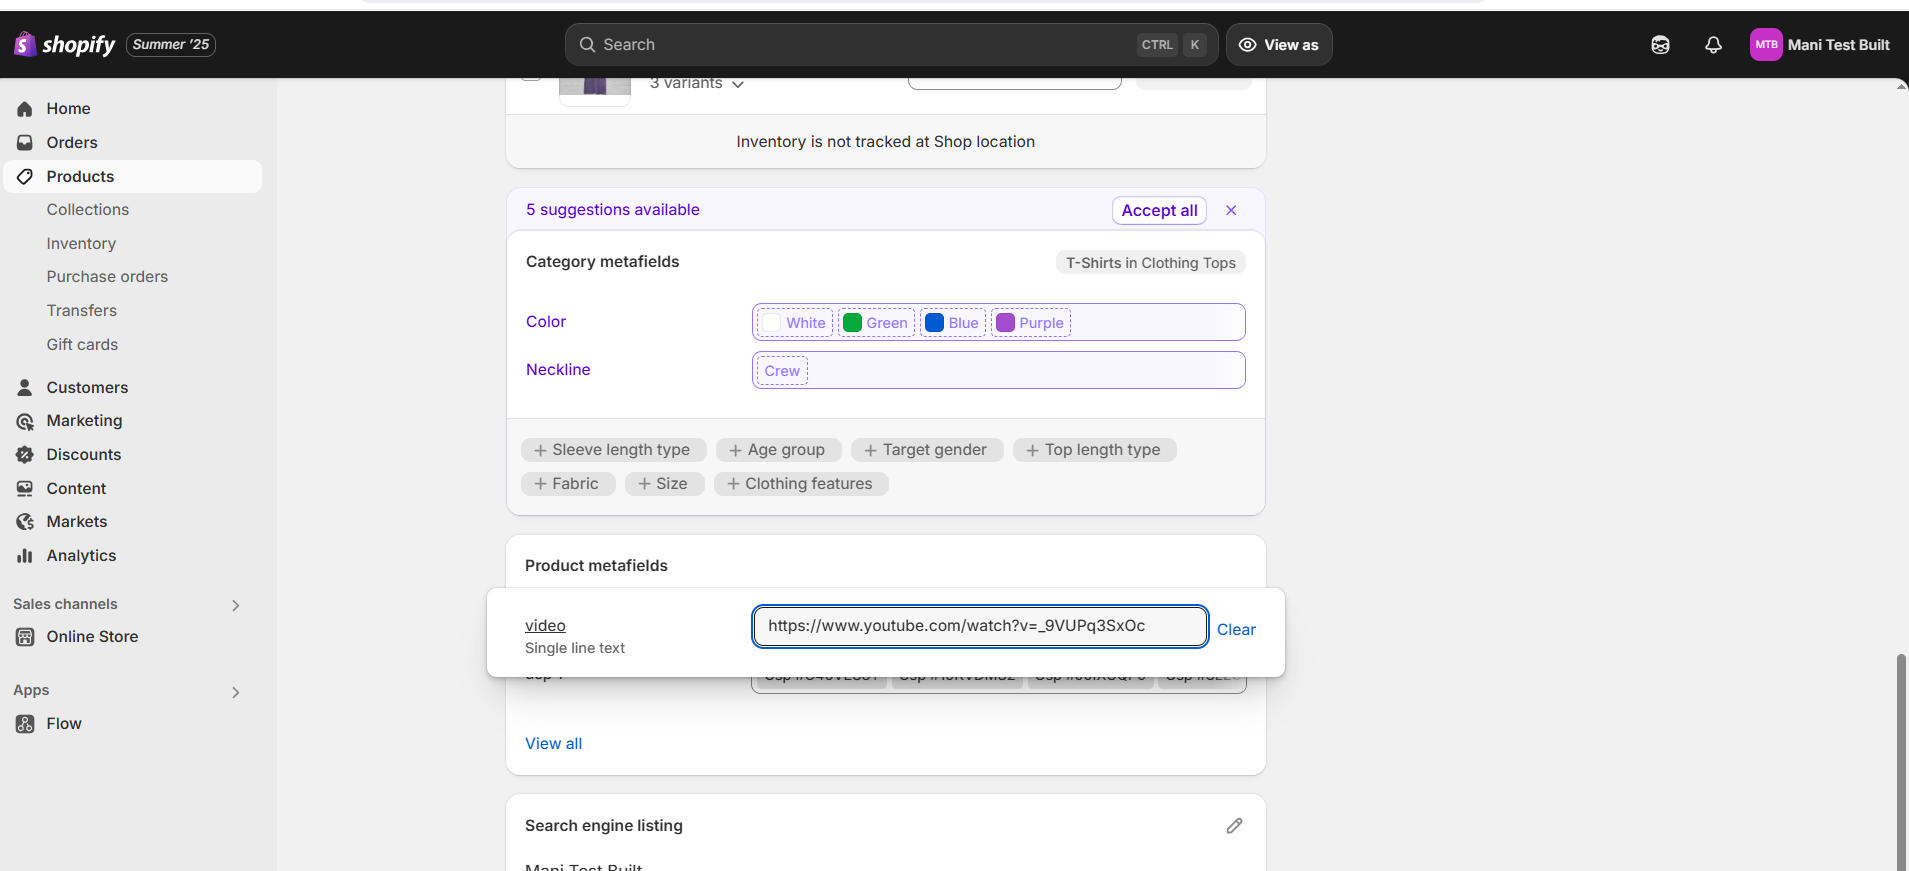 shopify Summer '25
Search CTRL K
View as
MTB Mani Test Built
Home
Orders
Products
Collections
Inventory
Purchase orders
Transfers
Gift cards
Customers
Marketing
Discounts
Content
Markets
Analytics
Sales channels
Online Store
Apps
Flow
3 variants
Inventory is not tracked at Shop location
5 suggestions available Accept all
Category metafields T-Shirts in Clothing Tops
Color White Green Blue Purple
Neckline Crew
+ Sleeve length type + Age group + Target gender + Top length type
+ Fabric + Size + Clothing features
Product metafields
video https://www.youtube.com/watch?v=_9VUPq3SxOc Clear
Single line text
View all
Search engine listing
Mani Test Built